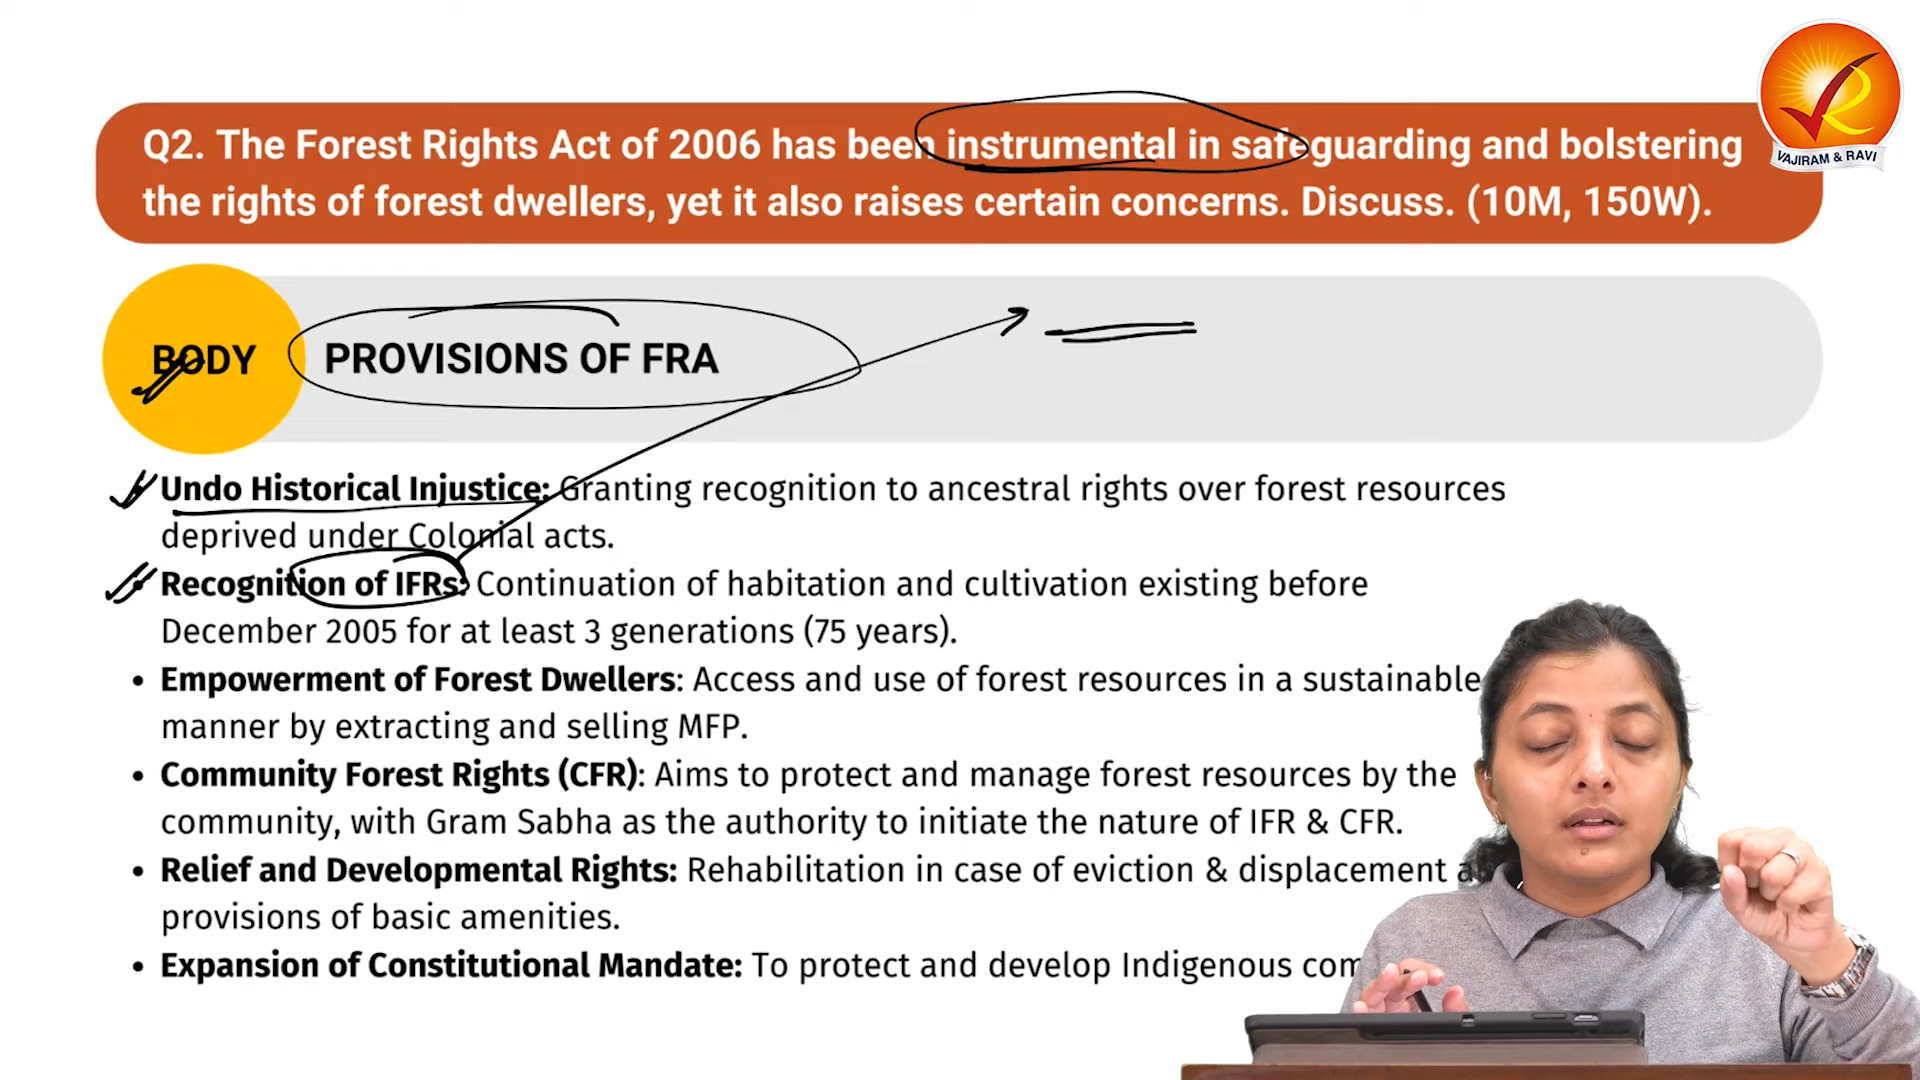 VAJIRAM & RAVI
Q2. The Forest Rights Act of 2006 has been instrumental in safeguarding and bolstering
the rights of forest dwellers, yet it also raises certain concerns. Discuss. (10M, 150W).
BODY
PROVISIONS OF FRA
Undo Historical Injustice: Granting recognition to ancestral rights over forest resources
deprived under Colonial acts.
Recognition of IFRs: Continuation of habitation and cultivation existing before
December 2005 for at least 3 generations (75 years).
• Empowerment of Forest Dwellers: Access and use of forest resources in a sustainable
manner by extracting and selling MFP.
• Community Forest Rights (CFR): Aims to protect and manage forest resources by the
community, with Gram Sabha as the authority to initiate the nature of IFR & CFR.
• Relief and Developmental Rights: Rehabilitation in case of eviction & displacement
provisions of basic amenities.
• Expansion of Constitutional Mandate: To protect and develop Indigenous